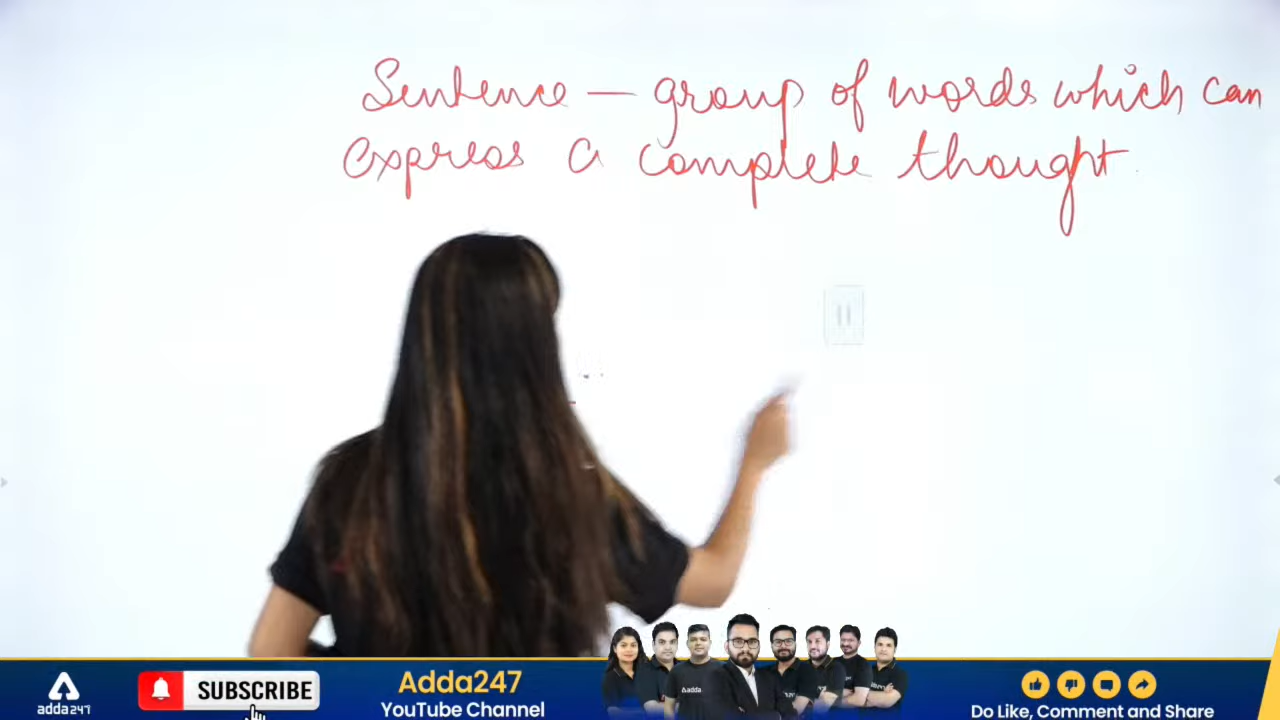 Sentence — group of words which can
express a complete thought.
adda247
SUBSCRIBE
Adda247
YouTube Channel
Do Like, Comment and Share